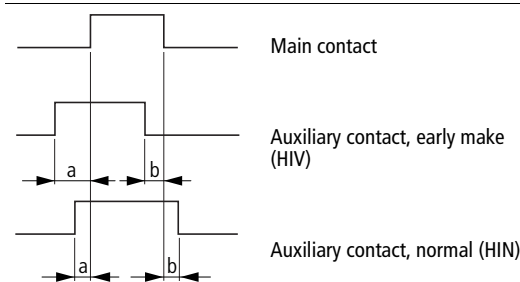 Main contact
Auxiliary contact, early make
(HIV)
a b
Auxiliary contact, normal (HIN)
a b